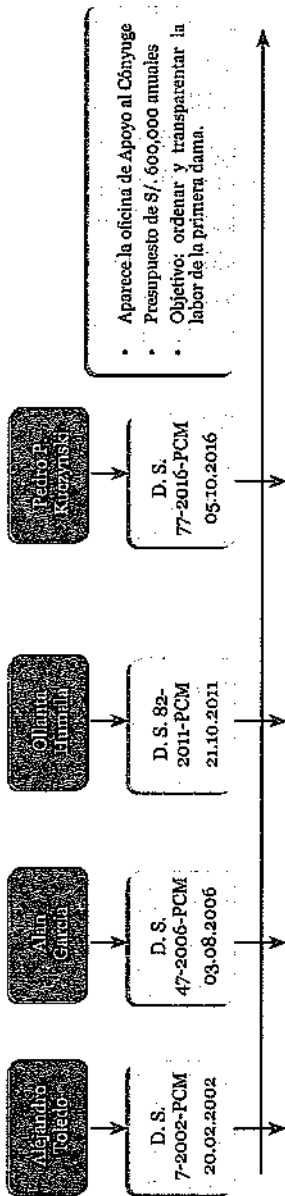 Alejandro
Toledo
D. S.
7-2002-PCM
20.02.2002
Alan
García
D. S.
47-2006-PCM
03.08.2006
Ollanta
Humala
D. S. 82-
2011-PCM
21.10.2011
Pedro P.
Kuczynski
D. S.
77-2016-PCM
05.10.2016
• Aparece la oficina de Apoyo al Cónyuge
• Presupuesto de S/. 600,000 anuales
• Objetivo: ordenar y transparentar la
labor de la primera dama.